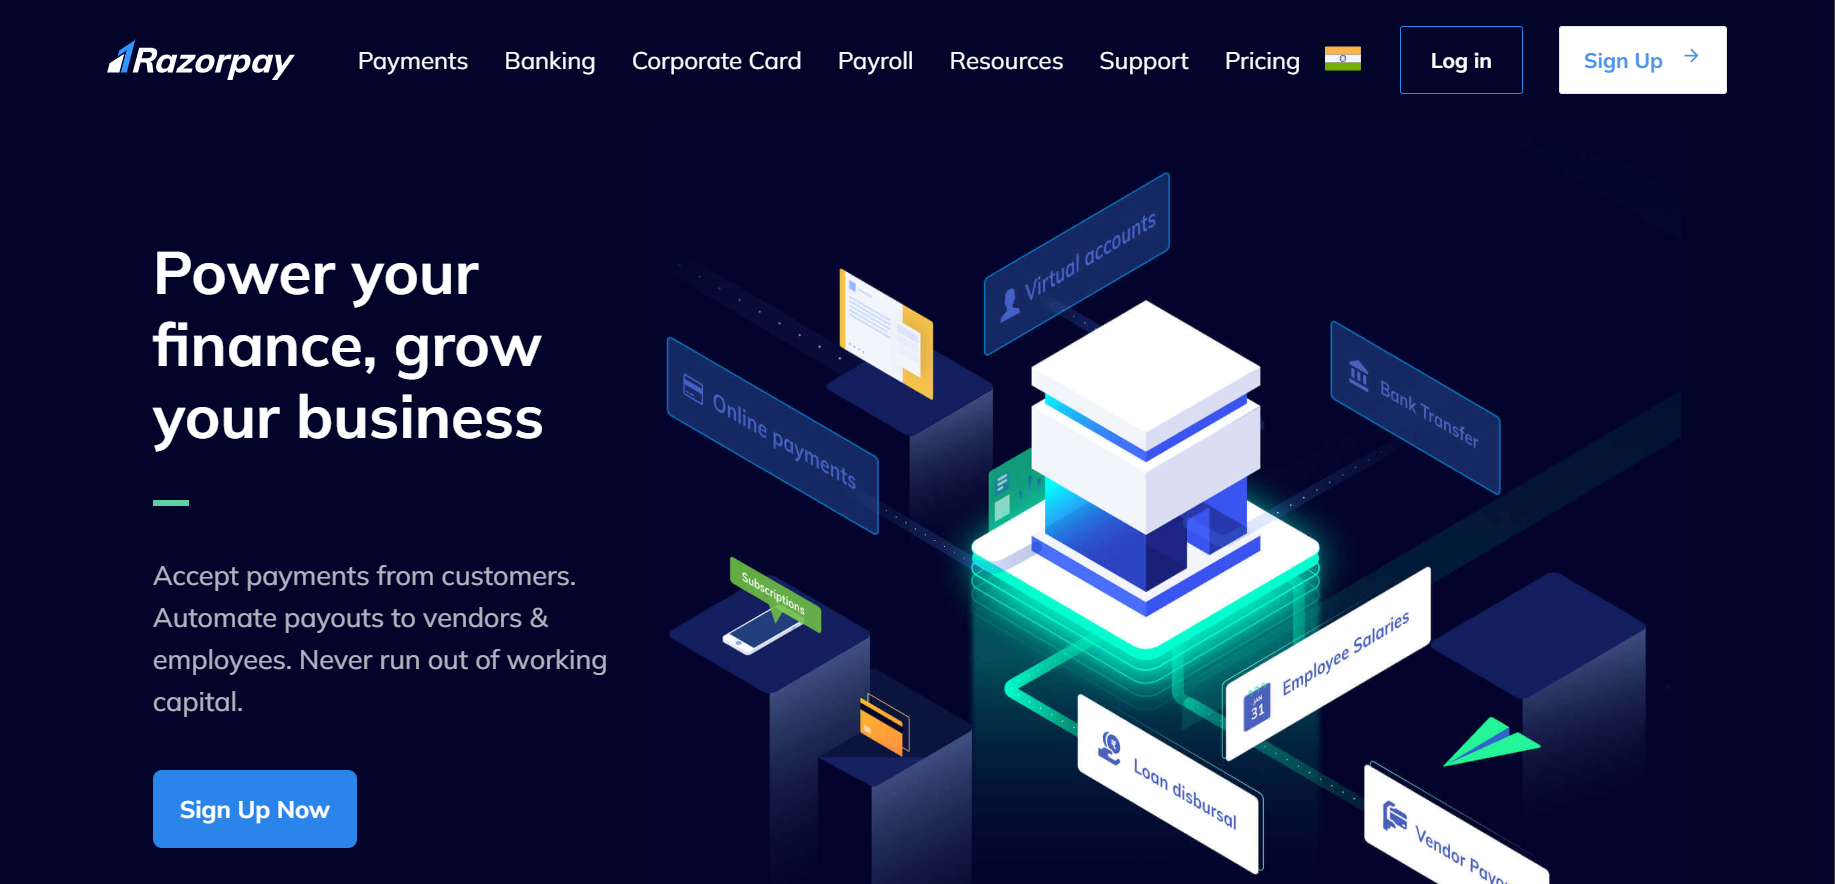 Razorpay
Payments
Banking
Corporate Card
Payroll
Resources
Support
Pricing
Log in
Sign Up
Power your
finance, grow
your business
Accept payments from customers.
Automate payouts to vendors &
employees. Never run out of working
capital.
Sign Up Now
Virtual accounts
Online payments
Bank Transfer
Subscriptions
Employee Salaries
JAN
31
Loan disbursal
Vendor